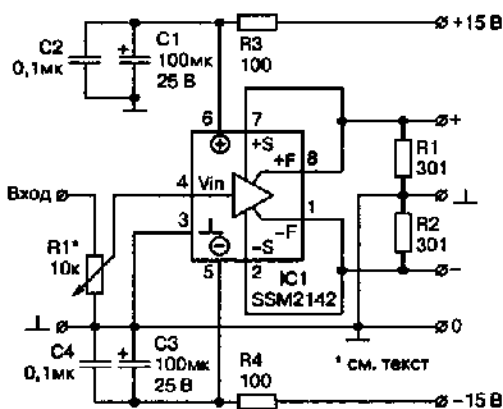 C2
0,1мк
C1
100мк
25 В
R3
100
+15 В
6
7
+S
+F
8
Вход
4
Vin
3
1
-F
-S
5
2
IC1
SSM2142
R1*
10к
+
R1
301
R2
301
-
0
C4
0,1мк
C3
100мк
25 В
R4
100
* см. текст
-15 В